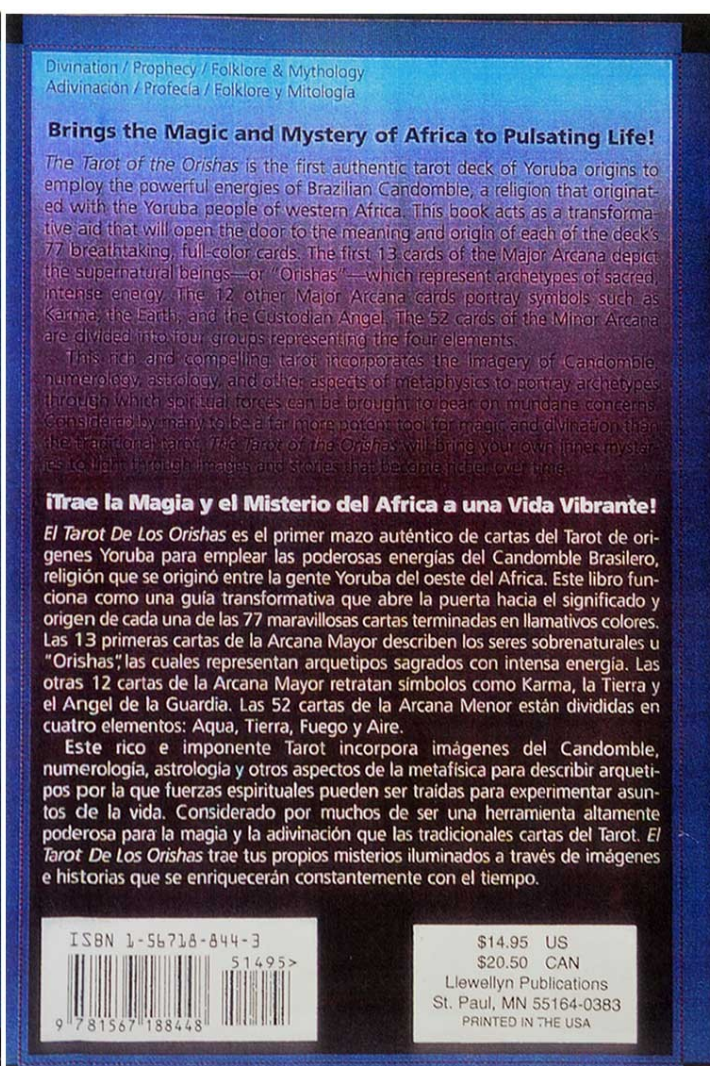 Divination / Prophecy / Folklore & Mythology
Adivinación / Profecía / Folklore y Mitología
Brings the Magic and Mystery of Africa to Pulsating Life!
The Tarot of the Orishas is the first authentic tarot deck of Yoruba origins to
employ the powerful energies of Brazilian Candomble, a religion that originat-
ed with the Yoruba people of western Africa. This book acts as a transforma-
tive aid that will open the door to the meaning and origin of each of the deck's
77 breathtaking, full-color cards. The first 13 cards of the Major Arcana depict
the supernatural beings—or "Orishas"—which represent archetypes of sacred,
intense energy. The 12 other Major Arcana cards portray symbols such as
Karma, the Earth, and the Custodian Angel. The 52 cards of the Minor Arcana
are divided into four groups representing the four elements.
This rich and compelling tarot incorporates the imagery of Candomble,
numerology, astrology, and other aspects of metaphysics to portray archetypes
through which spiritual forces can be brought to bear on mundane concerns.
Considered by many to be a far more potent tool for magic and divination than
the traditional tarot, The Tarot of the Orishas will bring your own inner myster-
ies to light through images and stories that become richer over time.
¡Trae la Magia y el Misterio del Africa a una Vida Vibrante!
El Tarot De Los Orishas es el primer mazo auténtico de cartas del Tarot de orí-
genes Yoruba para emplear las poderosas energías del Candomble Brasilero,
religión que se originó entre la gente Yoruba del oeste del Africa. Este libro fun-
ciona como una guía transformativa que abre la puerta hacia el significado y
origen de cada una de las 77 maravillosas cartas terminadas en llamativos colores.
Las 13 primeras cartas de la Arcana Mayor describen los seres sobrenaturales u
"Orishas", las cuales representan arquetipos sagrados con intensa energía. Las
otras 12 cartas de la Arcana Mayor retratan símbolos como Karma, la Tierra y
el Angel de la Guardia. Las 52 cartas de la Arcana Menor están divididas en
cuatro elementos: Aqua, Tierra, Fuego y Aire.
Este rico e imponente Tarot incorpora imágenes del Candomble,
numerología, astrología y otros aspectos de la metafísica para describir arqueti-
pos por la que fuerzas espirituales pueden ser traídas para experimentar asun-
tos de la vida. Considerado por muchos de ser una herramienta altamente
poderosa para la magia y la adivinación que las tradicionales cartas del Tarot. El
Tarot De Los Orishas trae tus propios misterios iluminados a través de imágenes
e historias que se enriquecerán constantemente con el tiempo.
ISBN 1-56718-844-3
51495>
9 781567 188448
$14.95 US
$20.50 CAN
Llewellyn Publications
St. Paul, MN 55164-0383
PRINTED IN THE USA